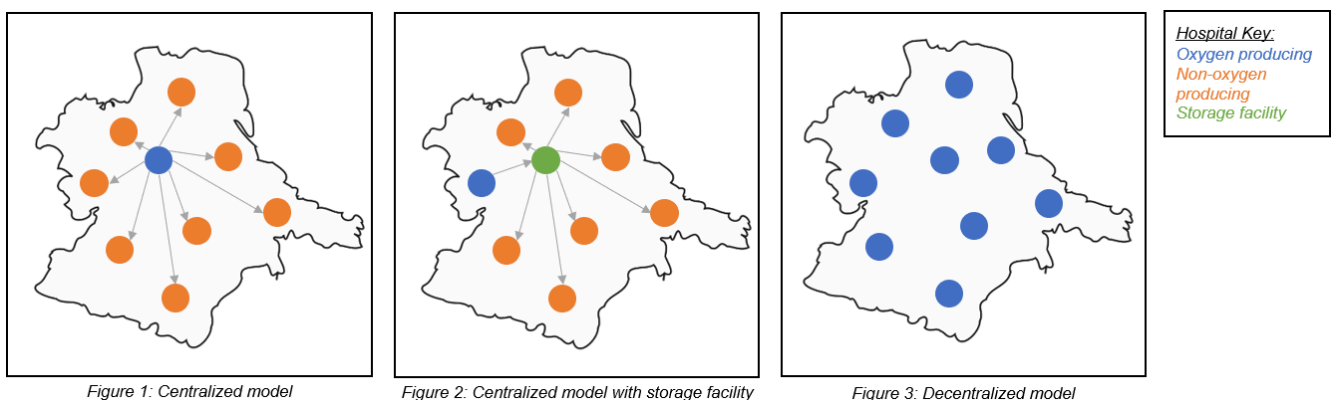 Hospital Key:
Oxygen producing
Non-oxygen
producing
Storage facility
Figure 1: Centralized model
Figure 2: Centralized model with storage facility
Figure 3: Decentralized model